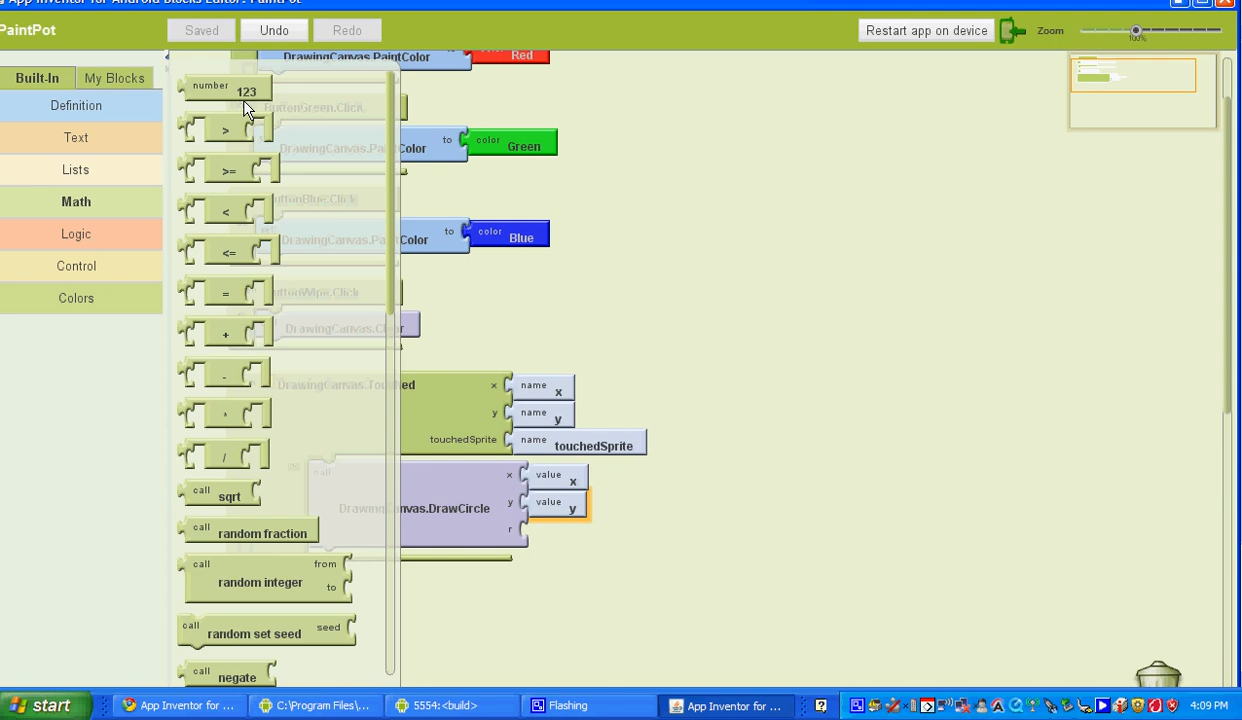 App Inventor for Android Blocks Editor: PaintPot
PaintPot
Saved
Undo
Redo
Restart app on device
Zoom
100%
Built-In
My Blocks
Definition
Text
Lists
Math
Logic
Control
Colors
number 123
>
>=
<
<=
=
+
-
*
/
call sqrt
call random fraction
call random integer from to
call random set seed seed
call negate
DrawingCanvas.PaintColor to color Red
ButtonGreen.Click
DrawingCanvas.PaintColor to color Green
ButtonBlue.Click
DrawingCanvas.PaintColor to color Blue
ButtonWipe.Click
DrawingCanvas.Clear
DrawingCanvas.Touched x name x
y name y
touchedSprite name touchedSprite
call x value x
DrawingCanvas.DrawCircle y value y
r
start
App Inventor for ...
C:\Program Files\...
5554:<build>
Flashing
App Inventor for ...
4:09 PM